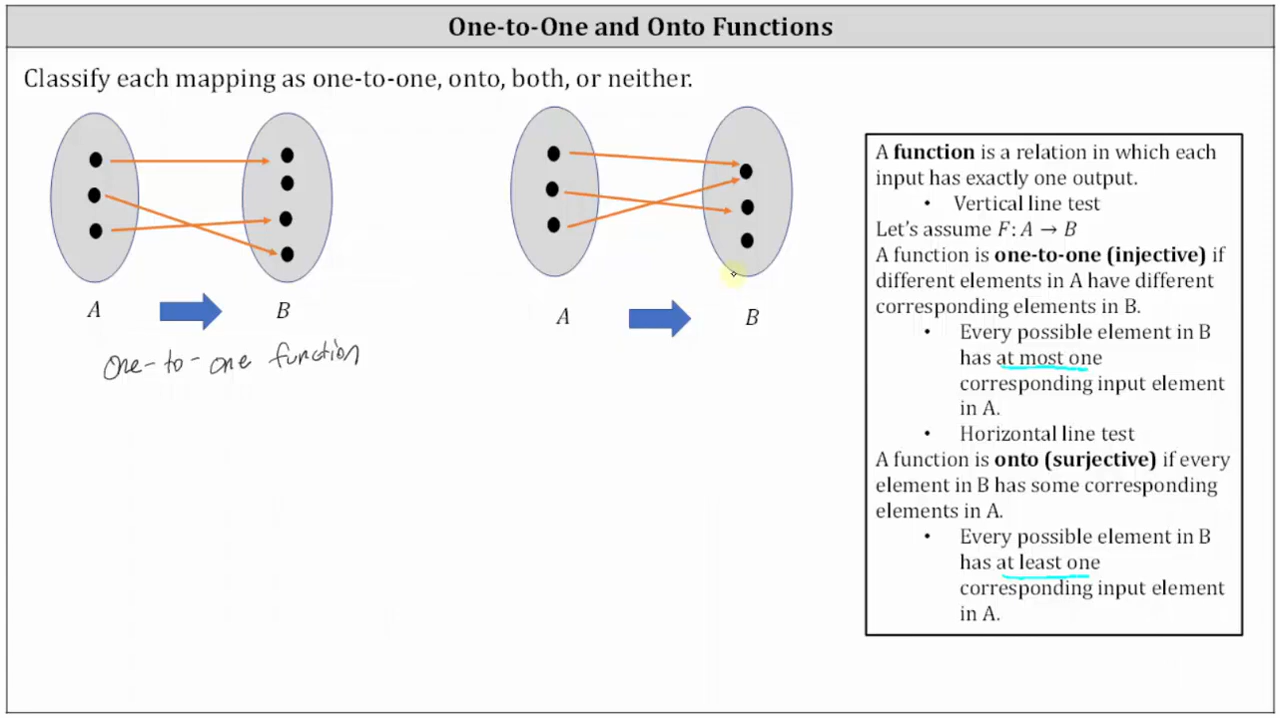 One-to-One and Onto Functions
Classify each mapping as one-to-one, onto, both, or neither.
A
B
one-to-one function
A
B
A function is a relation in which each
input has exactly one output.
• Vertical line test
Let's assume F: A → B
A function is one-to-one (injective) if
different elements in A have different
corresponding elements in B.
• Every possible element in B
has at most one
corresponding input element
in A.
• Horizontal line test
A function is onto (surjective) if every
element in B has some corresponding
elements in A.
• Every possible element in B
has at least one
corresponding input element
in A.